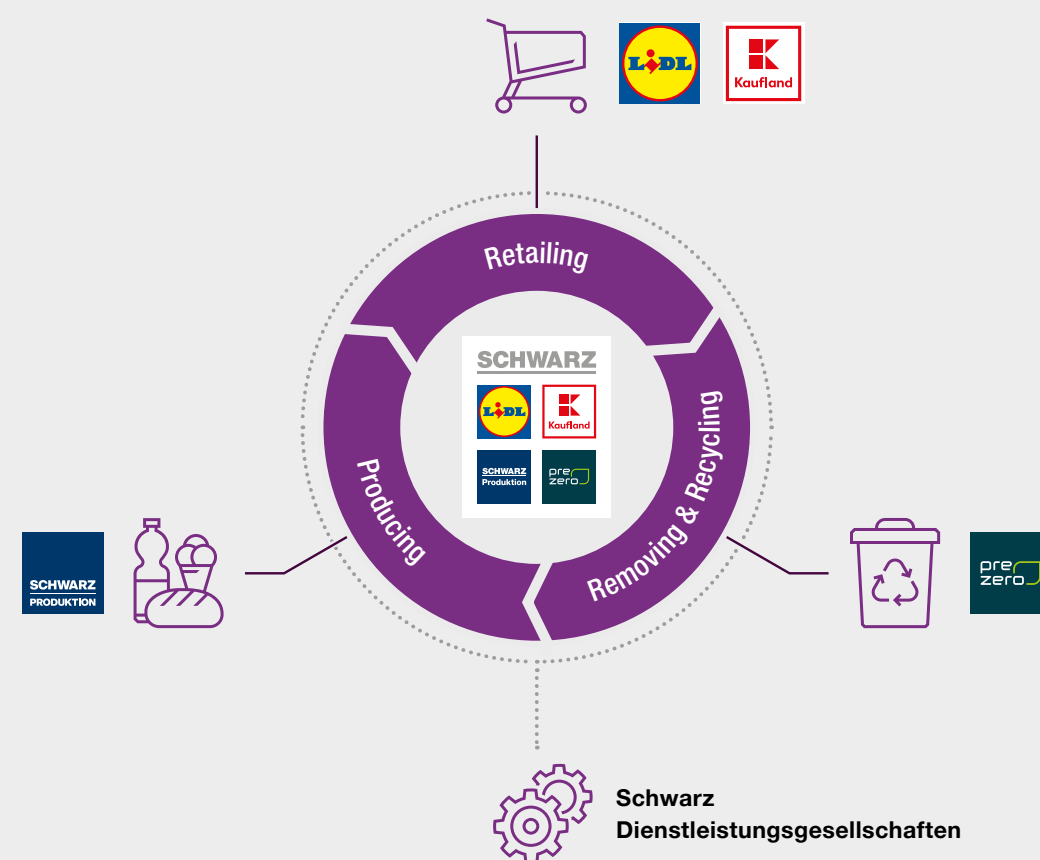 LIDL
Kaufland
Retailing
SCHWARZ
LIDL
Kaufland
SCHWARZ
Produktion
pre
zero
Producing
Removing & Recycling
SCHWARZ
PRODUKTION
pre
zero
Schwarz
Dienstleistungsgesellschaften